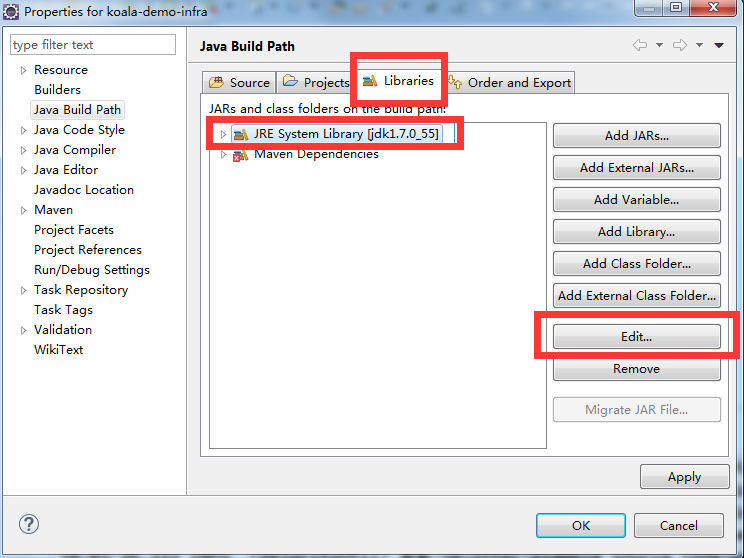 Properties for koala-demo-infra
type filter text
Resource
Builders
Java Build Path
Java Code Style
Java Compiler
Java Editor
Javadoc Location
Maven
Project Facets
Project References
Run/Debug Settings
Task Repository
Task Tags
Validation
WikiText
Java Build Path
Source
Projects
Libraries
Order and Export
JARs and class folders on the build path:
JRE System Library [jdk1.7.0_55]
Maven Dependencies
Add JARs...
Add External JARs...
Add Variable...
Add Library...
Add Class Folder...
Add External Class Folder...
Edit...
Remove
Migrate JAR File...
Apply
?
OK
Cancel